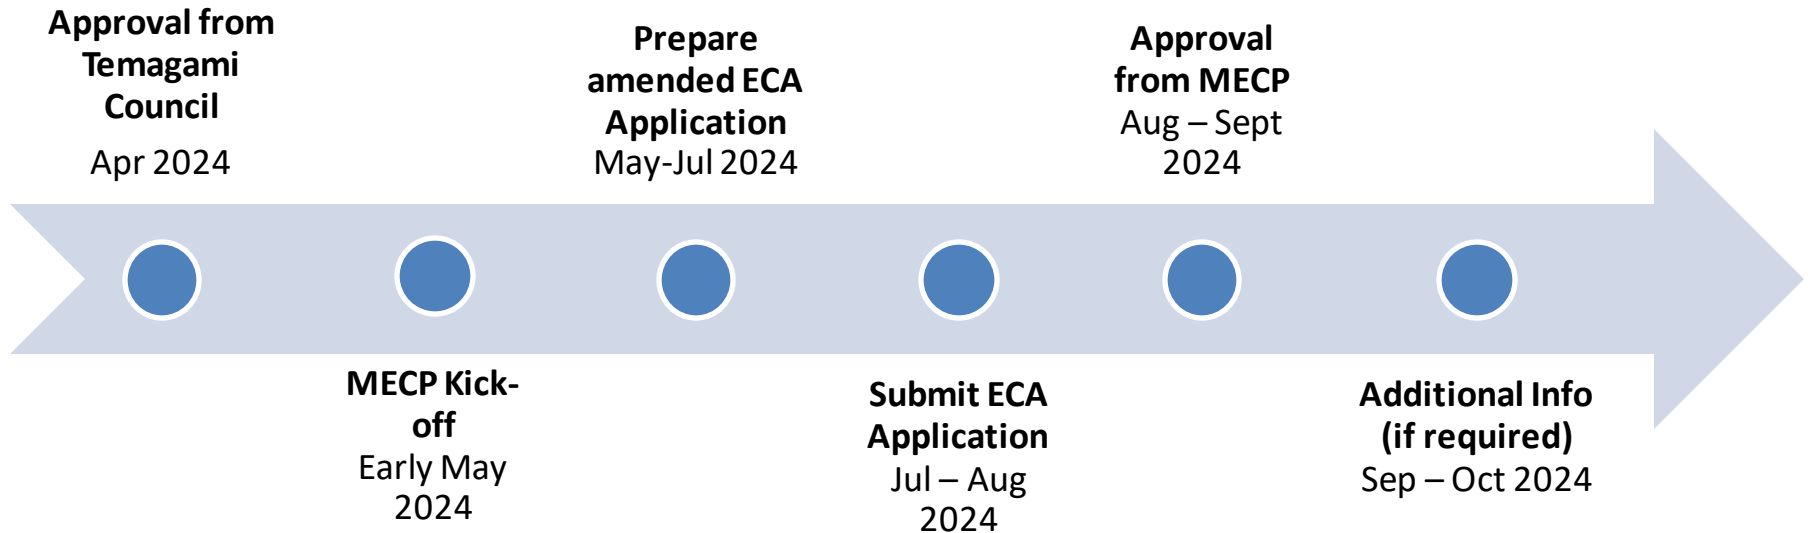 Approval from
Temagami
Council
Apr 2024
MECP Kick-
off
Early May
2024
Prepare
amended ECA
Application
May-Jul 2024
Submit ECA
Application
Jul – Aug
2024
Approval
from MECP
Aug – Sept
2024
Additional Info
(if required)
Sep – Oct 2024